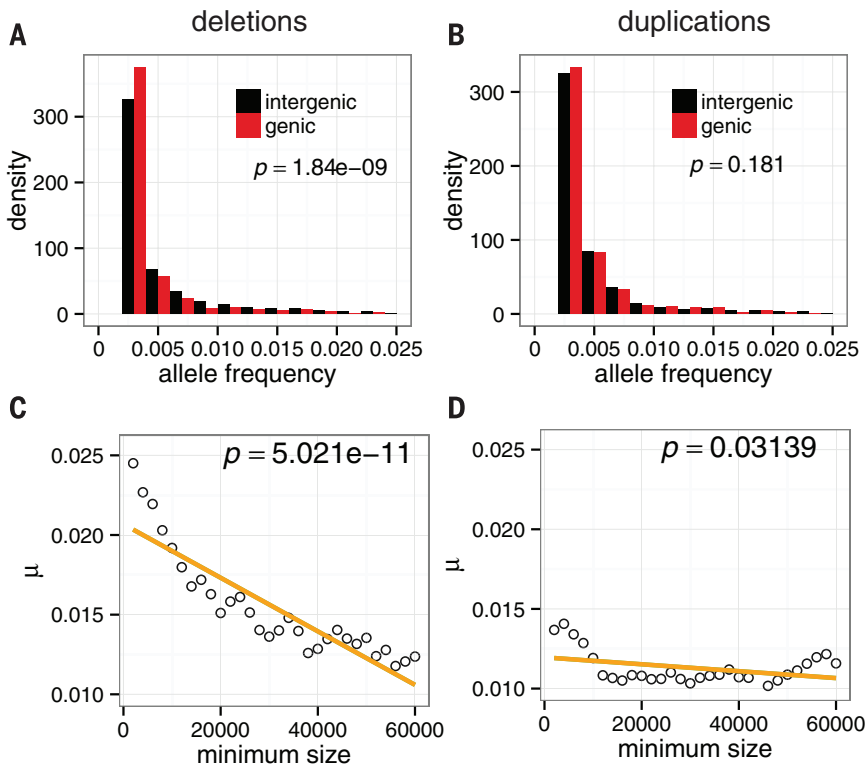 A
deletions
density
300
200
100
0
intergenic
genic
p = 1.84e−09
0
0.005
0.010
0.015
0.020
0.025
allele frequency
B
duplications
density
300
200
100
0
intergenic
genic
p = 0.181
0
0.005
0.010
0.015
0.020
0.025
allele frequency
C
μ
0.025
0.020
0.015
0.010
p = 5.021e−11
0
20000
40000
60000
minimum size
D
μ
0.025
0.020
0.015
0.010
p = 0.03139
0
20000
40000
60000
minimum size